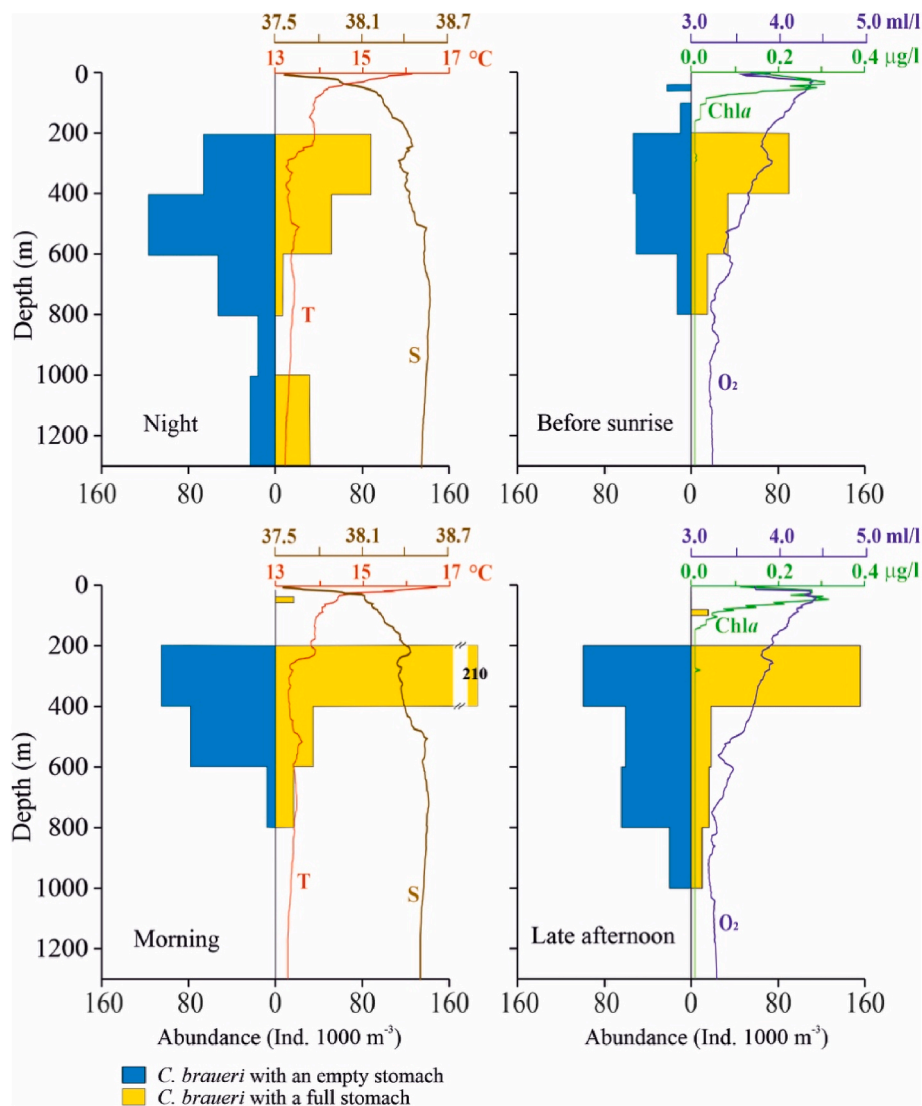 37.5 38.1 38.7
13 15 17 °C
0
200
400
600
800
1000
1200
Depth (m)
T
S
Night
160 80 0 80 160
3.0 4.0 5.0 ml/l
0.0 0.2 0.4 µg/l
Chla
O₂
Before sunrise
160 80 0 80 160
37.5 38.1 38.7
13 15 17 °C
0
200
400
600
800
1000
1200
Depth (m)
210
T
S
Morning
160 80 0 80 160
Abundance (Ind. 1000 m⁻³)
3.0 4.0 5.0 ml/l
0.0 0.2 0.4 µg/l
Chla
O₂
Late afternoon
160 80 0 80 160
Abundance (Ind. 1000 m⁻³)
C. braueri with an empty stomach
C. braueri with a full stomach